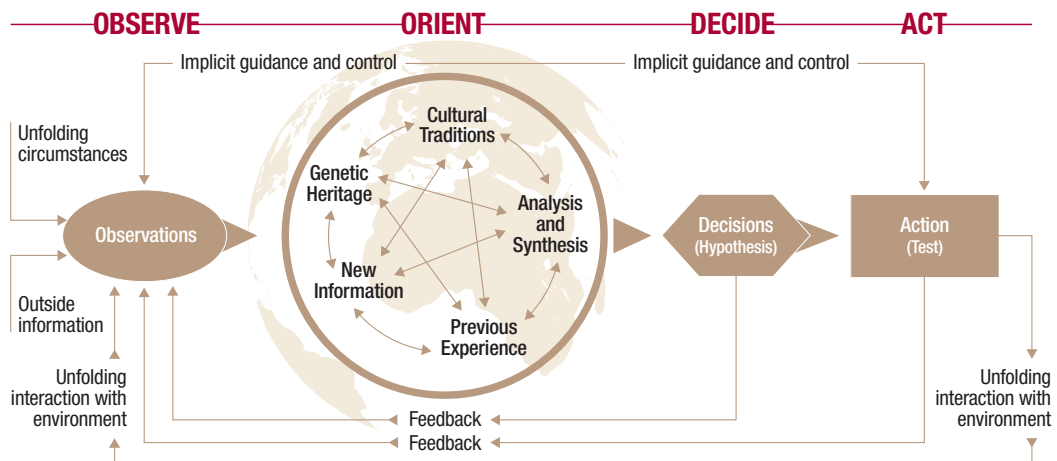 OBSERVE
ORIENT
DECIDE
ACT
Implicit guidance and control
Implicit guidance and control
Unfolding
circumstances
Observations
Outside
information
Unfolding
interaction with
environment
Cultural
Traditions
Genetic
Heritage
Analysis
and
Synthesis
New
Information
Previous
Experience
Decisions
(Hypothesis)
Action
(Test)
Unfolding
interaction with
environment
Feedback
Feedback